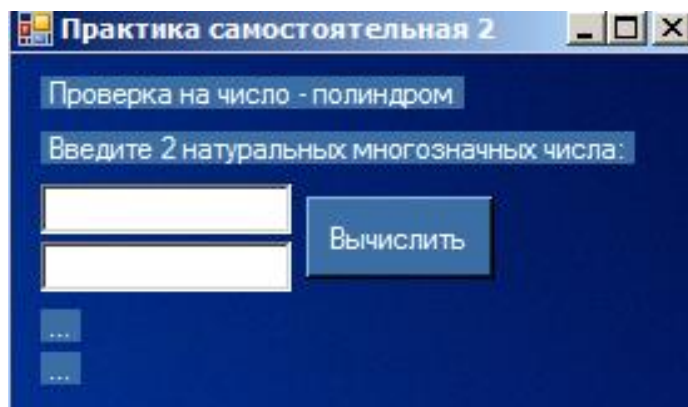 Практика самостоятельная 2
Проверка на число - полиндром
Введите 2 натуральных многозначных числа:
Вычислить
...
...